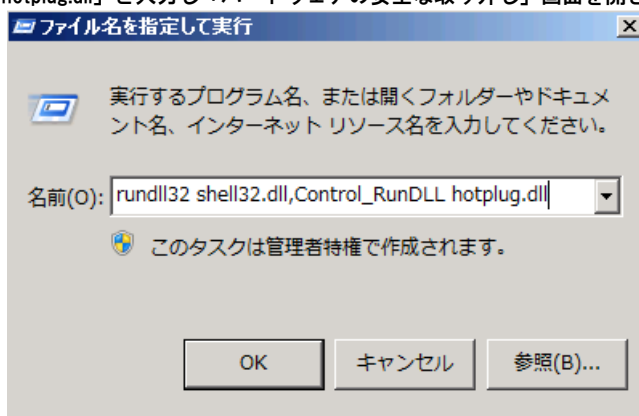 ファイル名を指定して実行
実行するプログラム名、または開くフォルダーやドキュメ
ント名、インターネット リソース名を入力してください。
名前(O): rundll32 shell32.dll,Control_RunDLL hotplug.dll
このタスクは管理者特権で作成されます。
OK キャンセル 参照(B)...